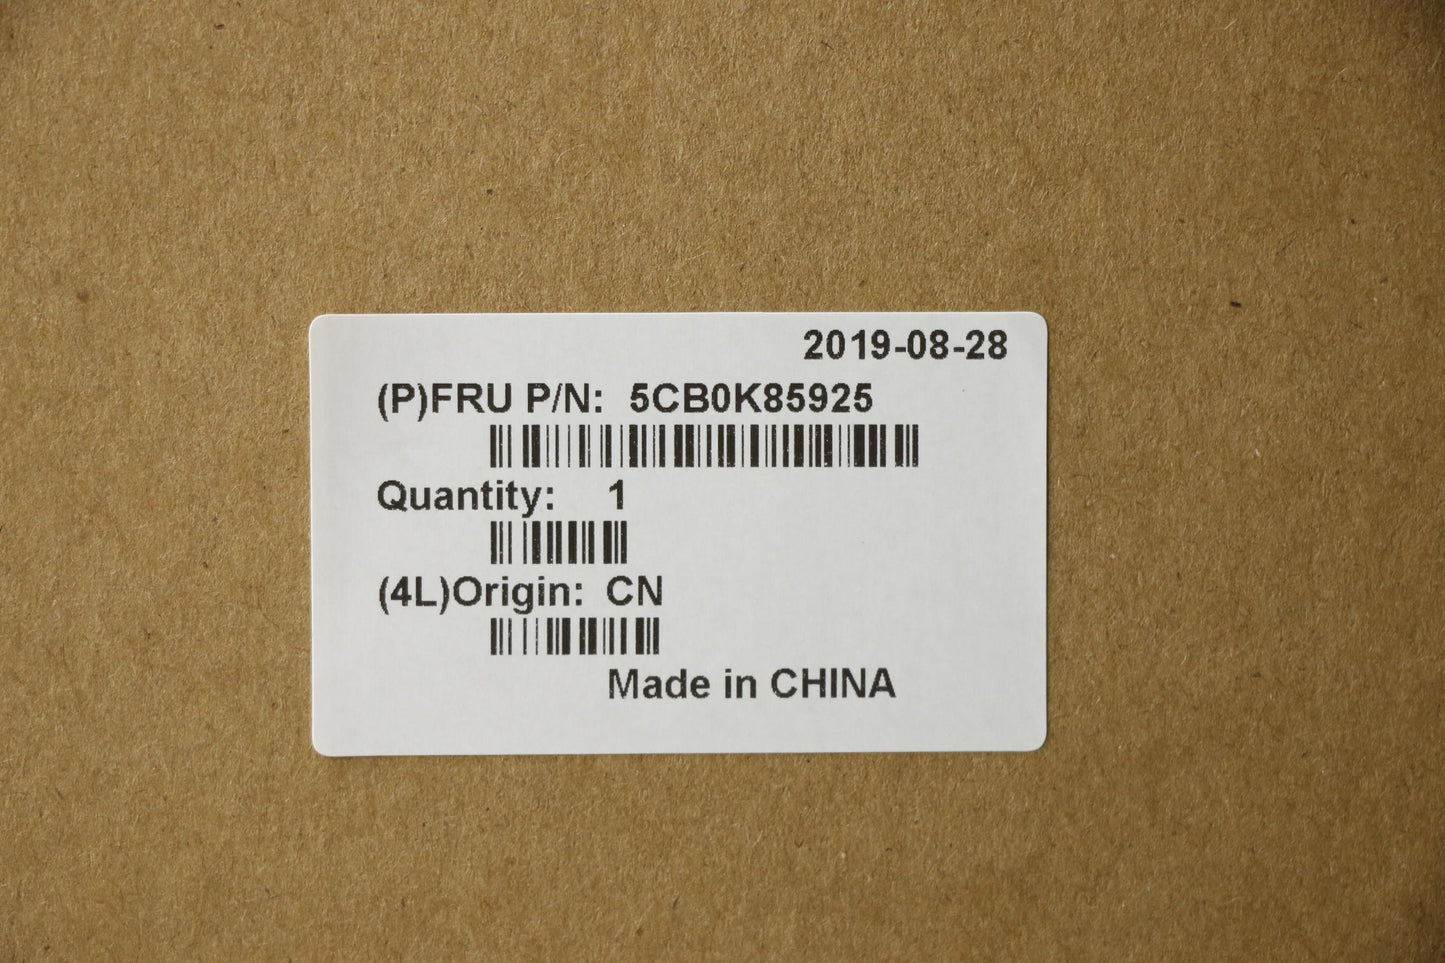 2019-08-28
(P)FRU P/N: 5CB0K85925
Quantity: 1
(4L)Origin: CN
Made in CHINA